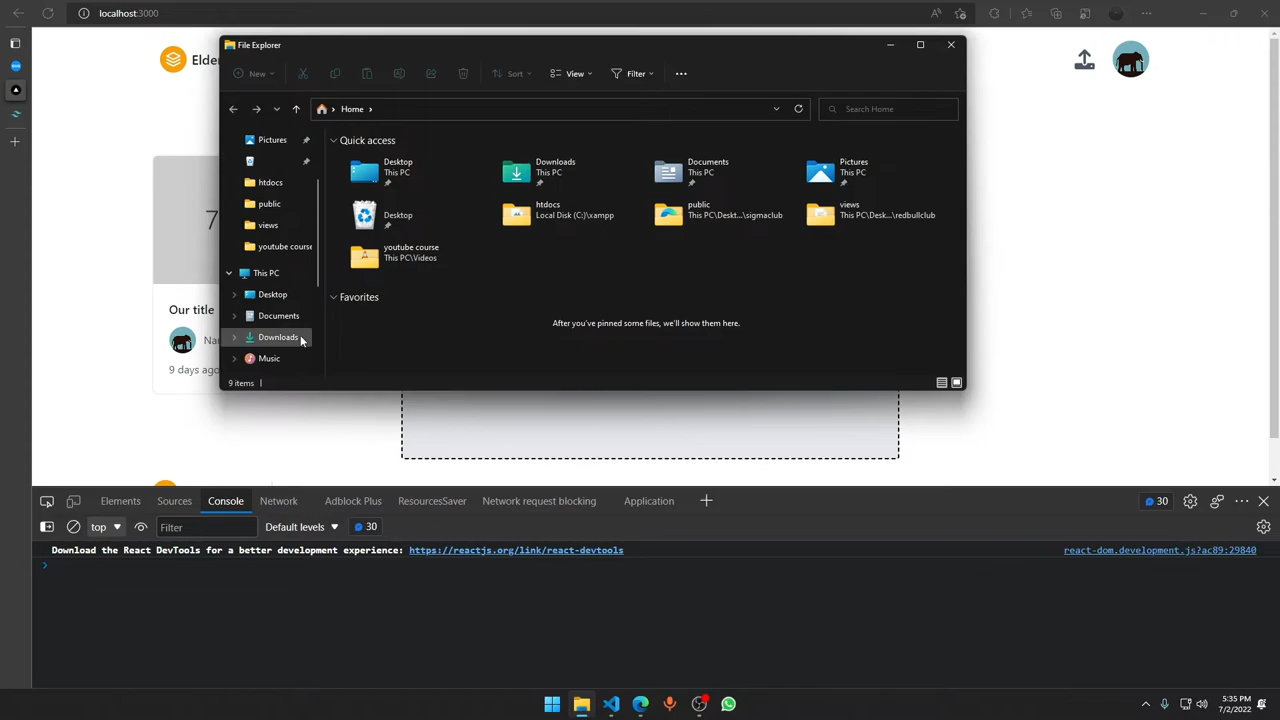 localhost:3000
Elder
File Explorer
New
Sort
View
Filter
Home
Search Home
Pictures
htdocs
public
views
youtube course
This PC
Desktop
Documents
Downloads
Music
Quick access
Desktop
This PC
Downloads
This PC
Documents
This PC
Pictures
This PC
Desktop
htdocs
Local Disk (C:)\xampp
public
This PC\Deskt...\sigmaclub
views
This PC\Desk...\redbullclub
youtube course
This PC\Videos
Favorites
After you've pinned some files, we'll show them here.
9 items
7
Our title
Nar
9 days ago
Elements
Sources
Console
Network
Adblock Plus
ResourcesSaver
Network request blocking
Application
30
top
Filter
Default levels
30
Download the React DevTools for a better development experience: https://reactjs.org/link/react-devtools
react-dom.development.js?ac89:29840
5:35 PM
7/2/2022